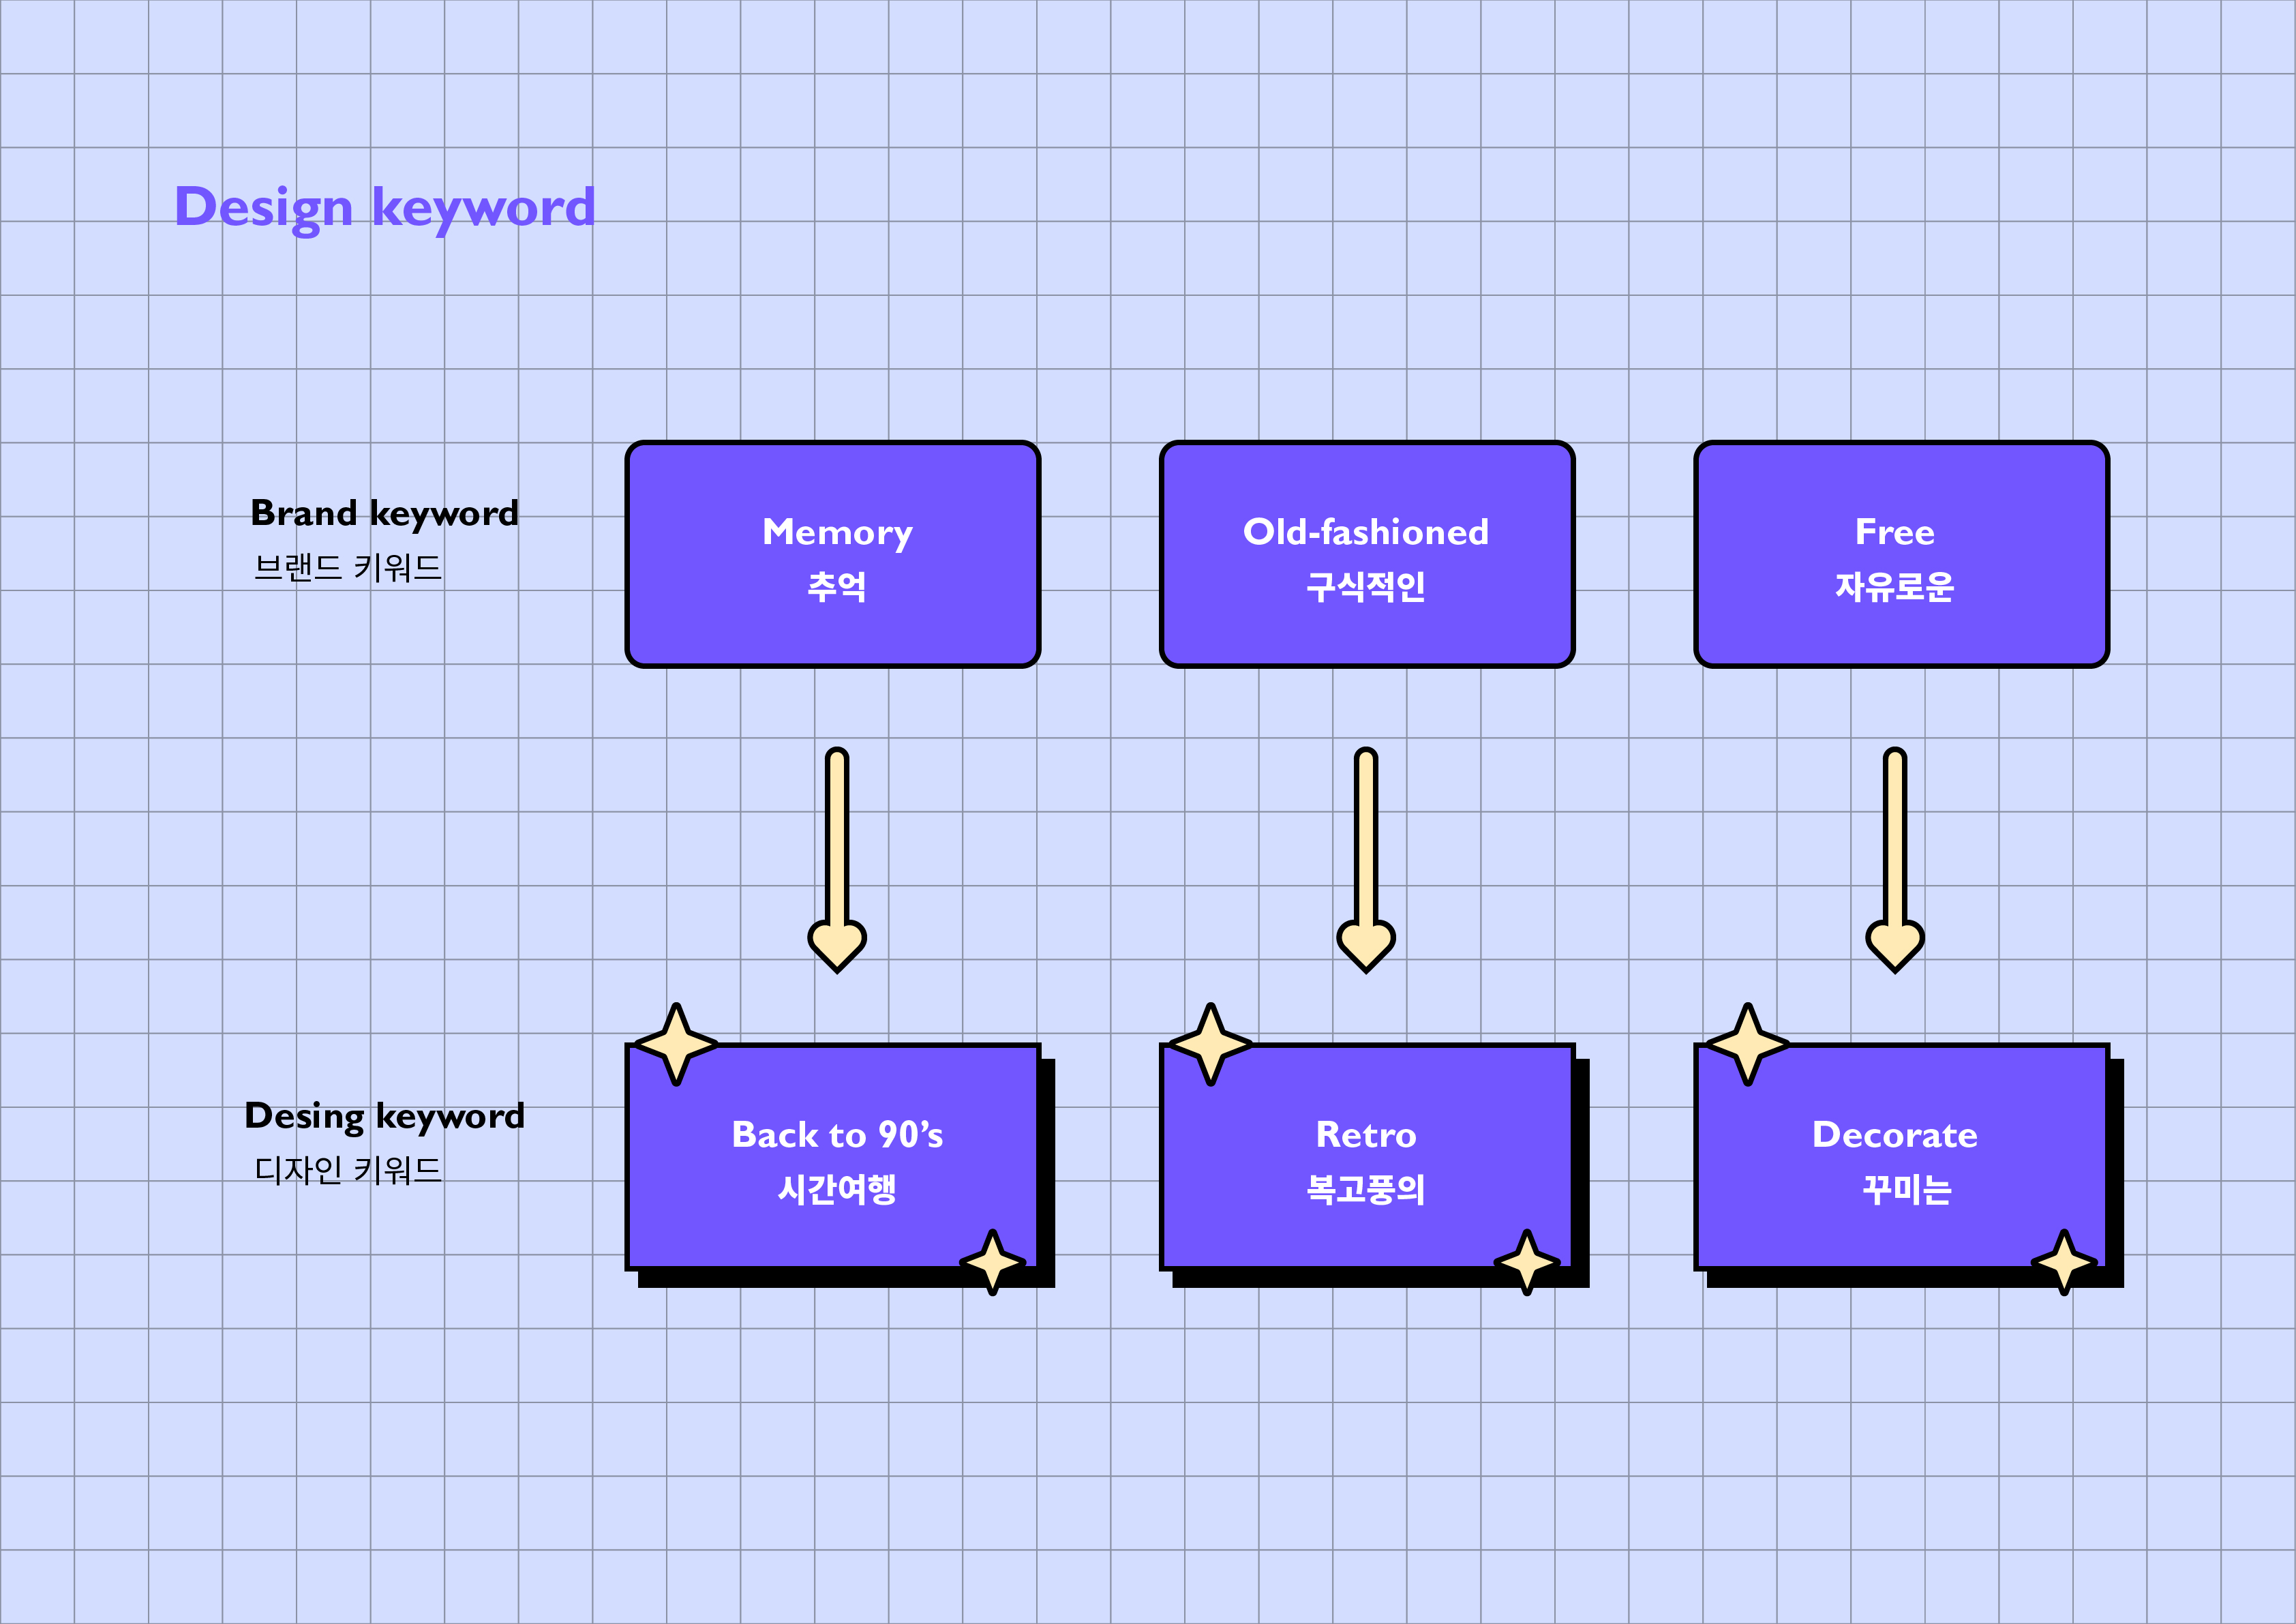 Design keyword
Brand keyword
브랜드 키워드
Memory
추억
Old-fashioned
구식적인
Free
자유로운
Desing keyword
디자인 키워드
Back to 90’s
시간여행
Retro
복고풍의
Decorate
꾸미는